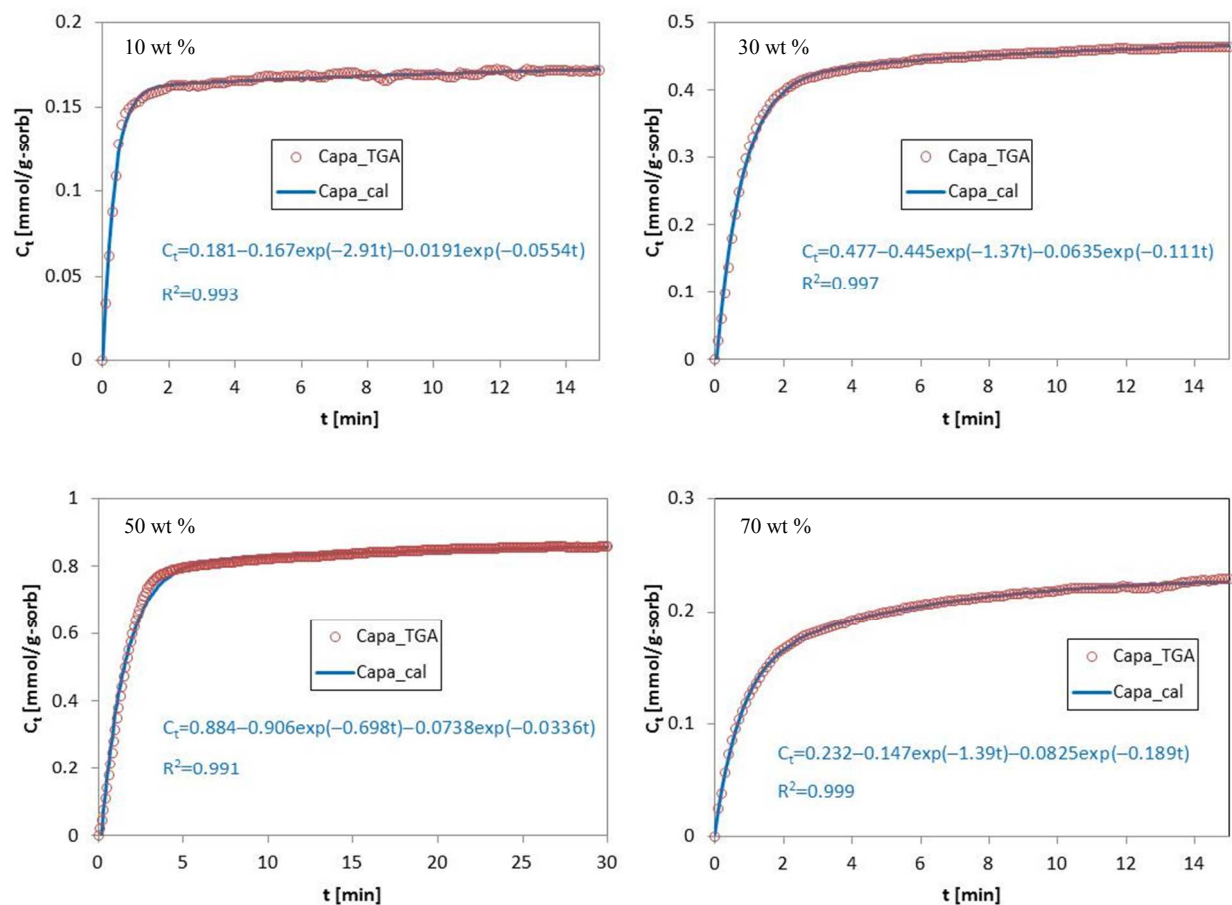 10 wt %
0.2
0.15
0.1
0.05
0
C_t [mmol/g-sorb]
Capa_TGA
Capa_cal
C_t=0.181−0.167exp(−2.91t)−0.0191exp(−0.0554t)
R²=0.993
0 2 4 6 8 10 12 14
t [min]
30 wt %
0.5
0.4
0.3
0.2
0.1
0
C_t [mmol/g-sorb]
Capa_TGA
Capa_cal
C_t=0.477−0.445exp(−1.37t)−0.0635exp(−0.111t)
R²=0.997
0 2 4 6 8 10 12 14
t [min]
50 wt %
1
0.8
0.6
0.4
0.2
0
C_t [mmol/g-sorb]
Capa_TGA
Capa_cal
C_t=0.884−0.906exp(−0.698t)−0.0738exp(−0.0336t)
R²=0.991
0 5 10 15 20 25 30
t [min]
70 wt %
0.3
0.2
0.1
0
C_t [mmol/g-sorb]
Capa_TGA
Capa_cal
C_t=0.232−0.147exp(−1.39t)−0.0825exp(−0.189t)
R²=0.999
0 2 4 6 8 10 12 14
t [min]